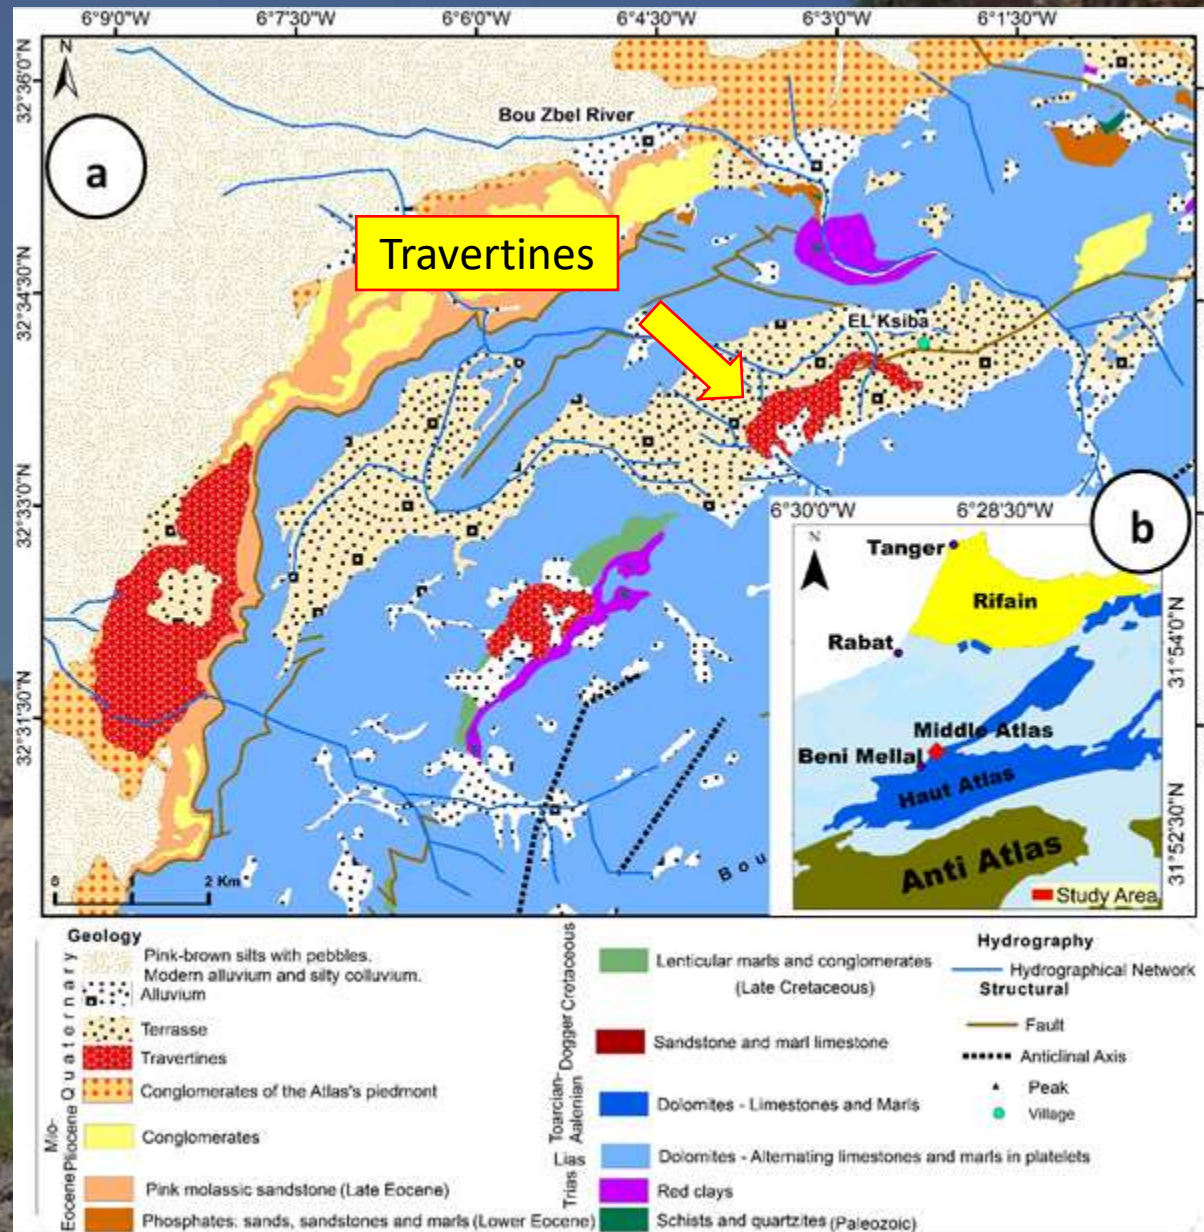 6°9'0"W 6°7'30"W 6°6'0"W 6°4'30"W 6°3'30"W 6°1'30"W
32°36'0"N
32°34'30"N
32°33'0"N
32°31'30"N
N
a
Bou Zbel River
Travertines
EL Ksiba
Bou
0 1 2 Km
b
6°30'0"W 6°28'30"W
31°54'0"N
31°52'30"N
N
Tanger
Rifain
Rabat
Middle Atlas
Beni Mellal
Haut Atlas
Anti Atlas
Study Area
Geology
Quaternary
Pink-brown silts with pebbles.
Modern alluvium and silty colluvium.
Alluvium
Terrasse
Travertines
Conglomerates of the Atlas's piedmont
Mio-
Pliocene
Conglomerates
Eocene
Pink molassic sandstone (Late Eocene)
Phosphates: sands, sandstones and marls (Lower Eocene)
Cretaceous
Lenticular marls and conglomerates
(Late Cretaceous)
Dogger
Sandstone and marl limestone
Toarcian-
Aalenian
Dolomites - Limestones and Marls
Lias
Dolomites - Alternating limestones and marls in platelets
Trias
Red clays
Schists and quartzites (Paleozoic)
Hydrography
Hydrographical Network
Structural
Fault
Anticlinal Axis
Peak
Village